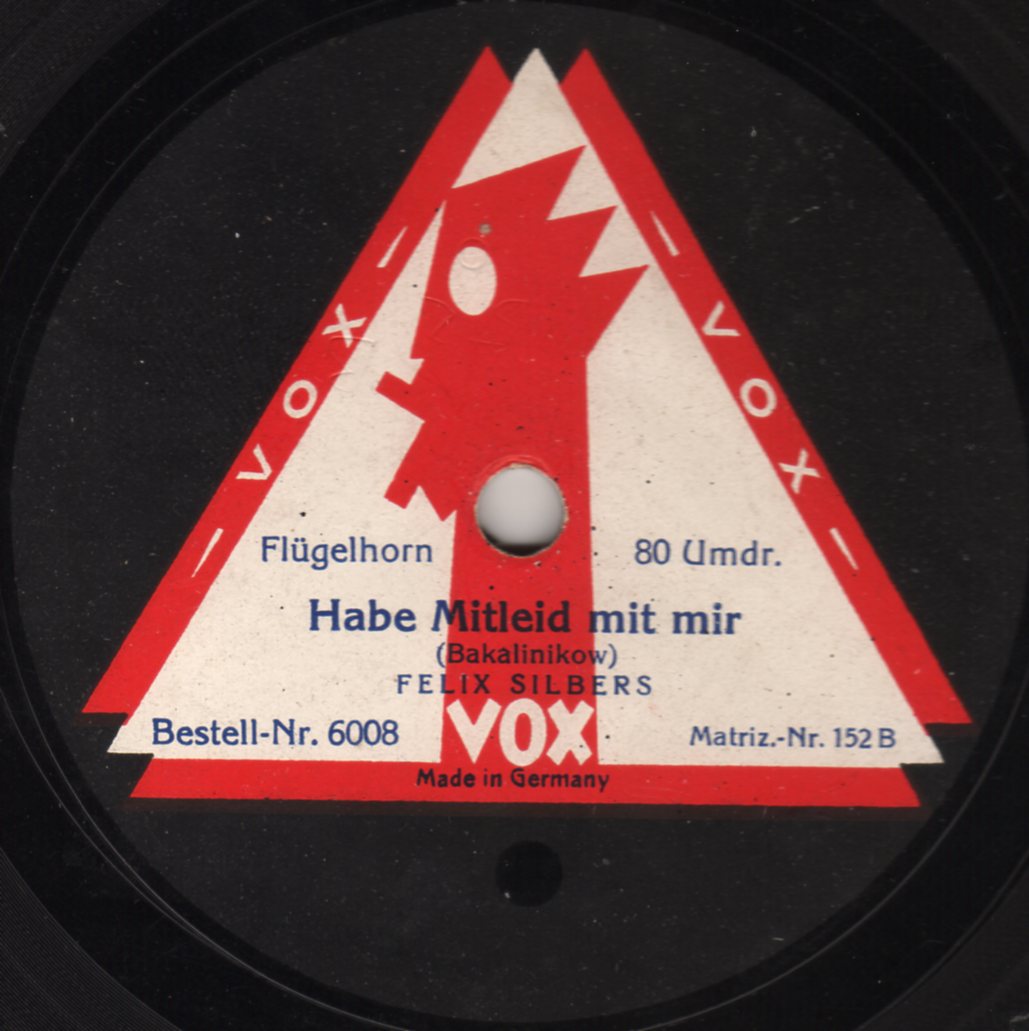 — VOX —
— VOX —
Flügelhorn 80 Umdr.
Habe Mitleid mit mir
(Bakalinikow)
FELIX SILBERS
Bestell-Nr. 6008 VOX Matriz.-Nr. 152 B
Made in Germany